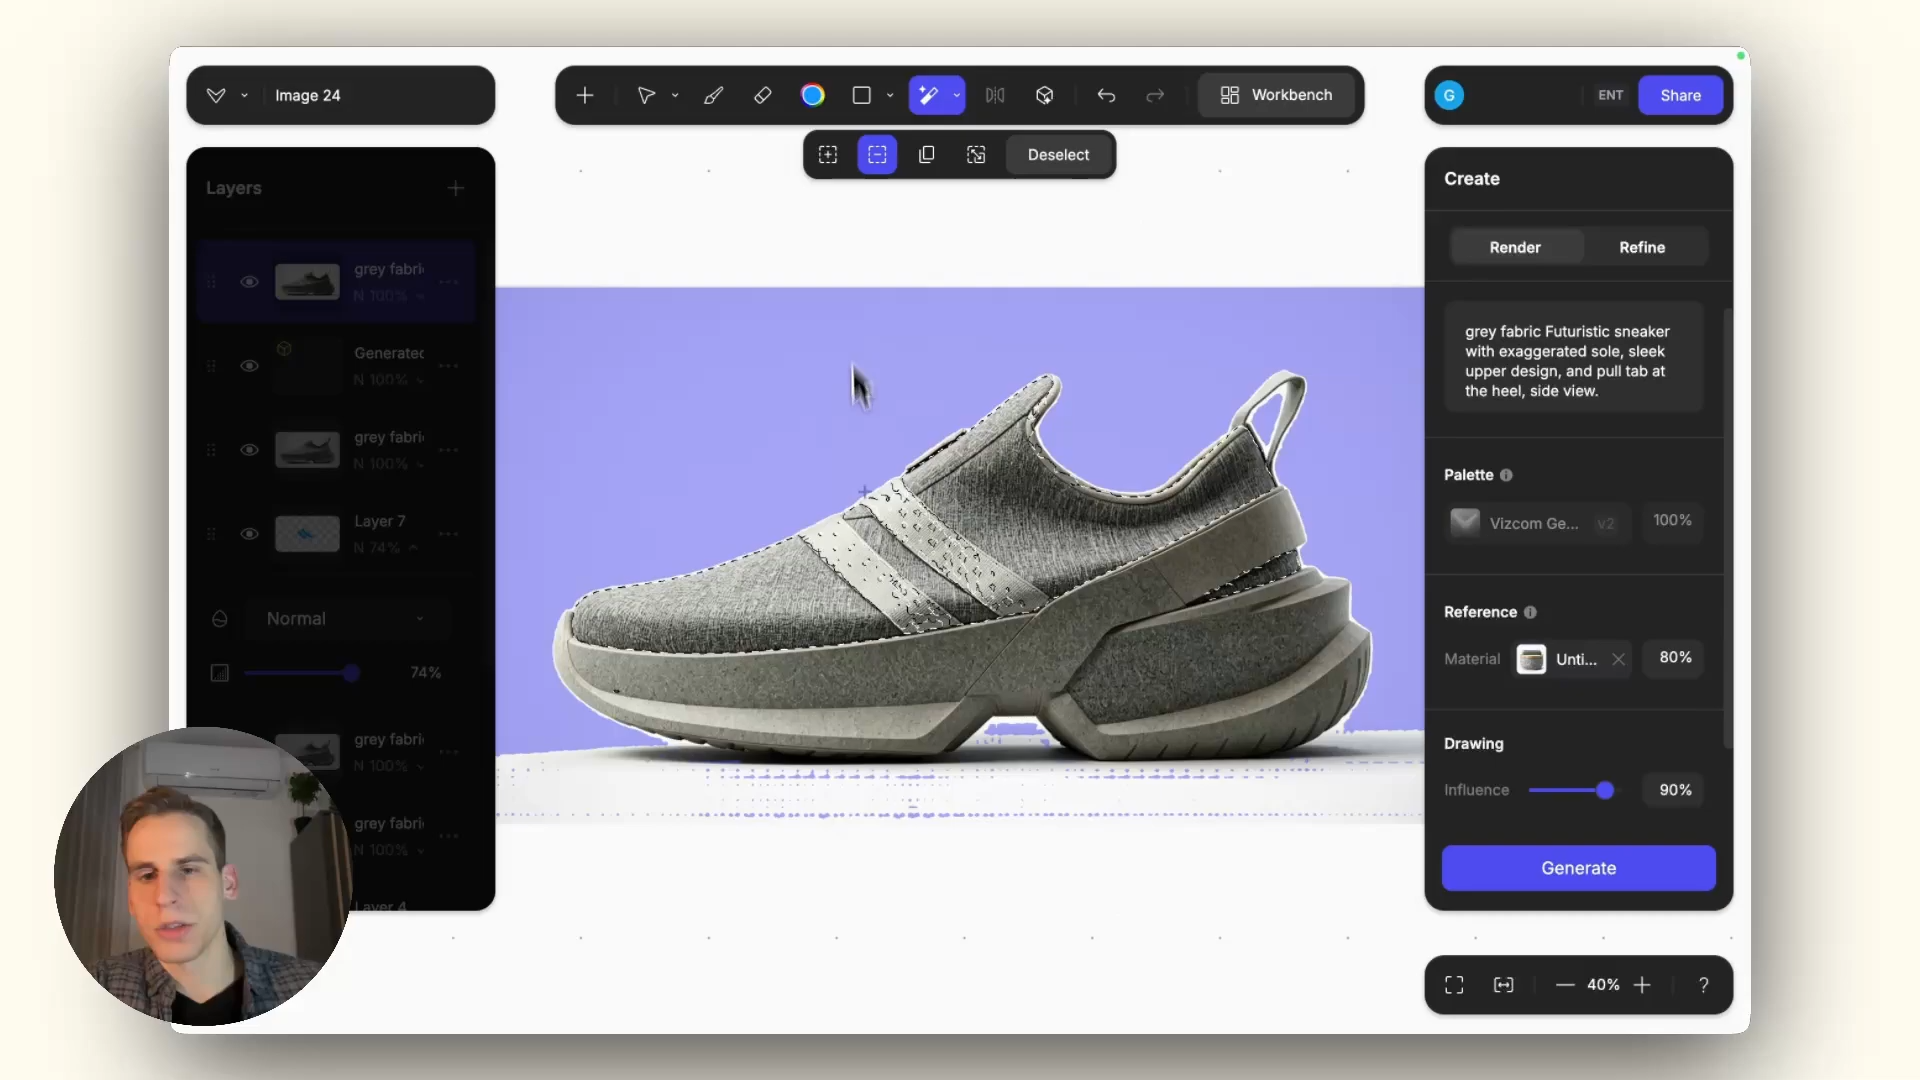 Image 24
Workbench
G
ENT
Share
Deselect
Layers
grey fabri
N 100%
Generated
N 100%
grey fabri
N 100%
Layer 7
N 74%
Normal
74%
grey fabri
N 100%
grey fabri
N 100%
Layer 4
Create
Render
Refine
grey fabric Futuristic sneaker
with exaggerated sole, sleek
upper design, and pull tab at
the heel, side view.
Palette
Vizcom Ge...
v2
100%
Reference
Material
Unti...
80%
Drawing
Influence
90%
Generate
40%
?